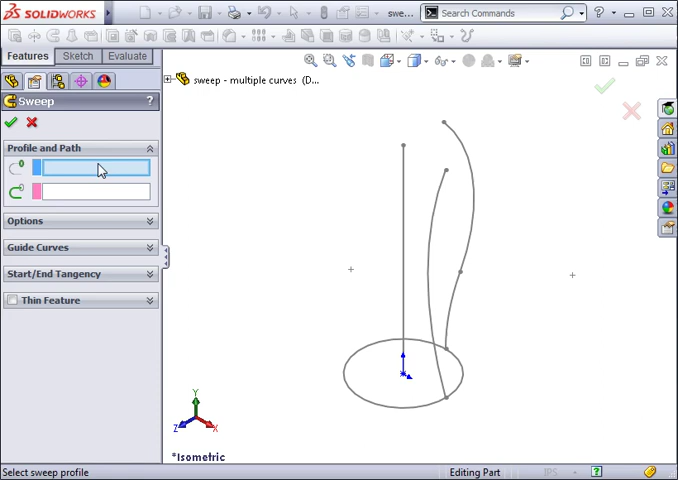 SOLIDWORKS
swe...
Search Commands
?
Features
Sketch
Evaluate
sweep - multiple curves (D...
Sweep
?
Profile and Path
Options
Guide Curves
Start/End Tangency
Thin Feature
Y
Z
X
*Isometric
Select sweep profile
Editing Part
IPS
?